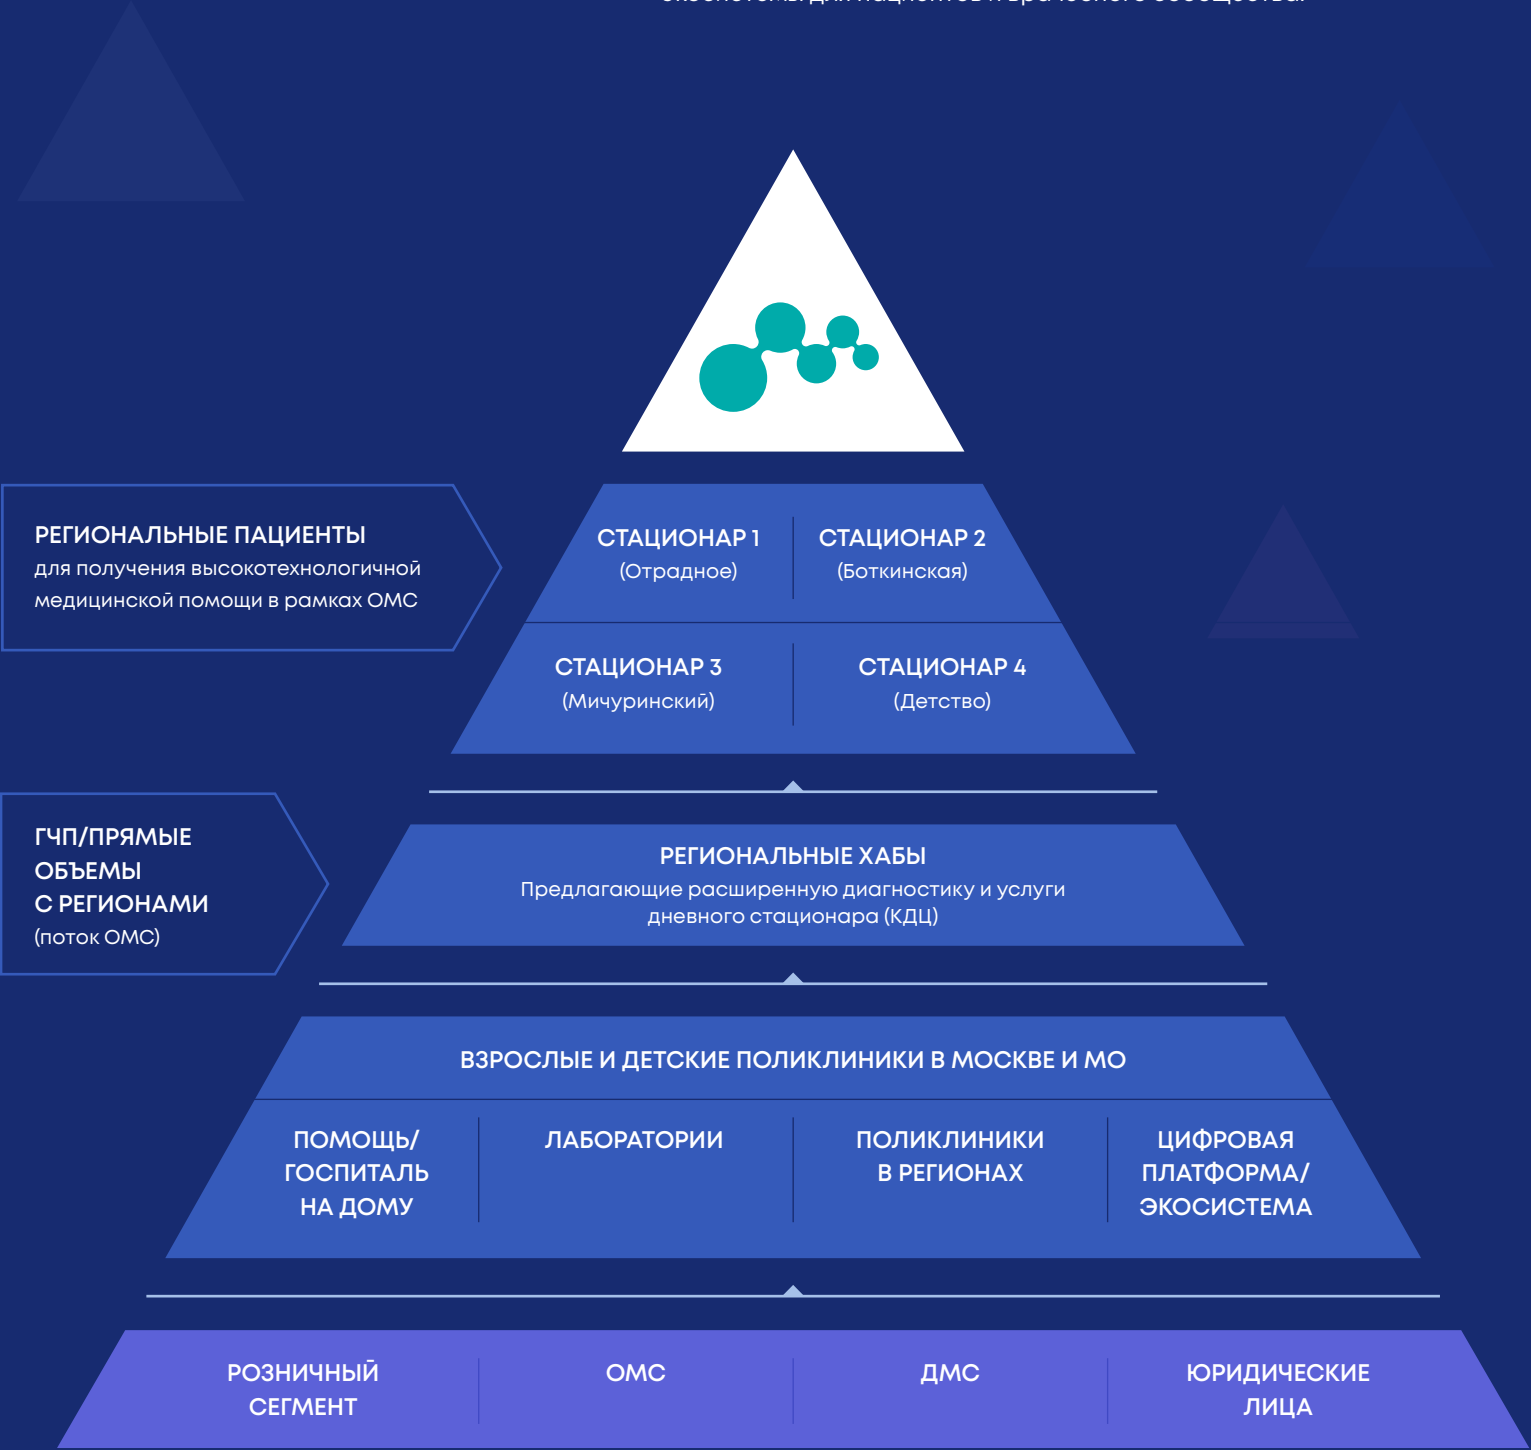 РЕГИОНАЛЬНЫЕ ПАЦИЕНТЫ
для получения высокотехнологичной
медицинской помощи в рамках ОМС
СТАЦИОНАР 1
(Отрадное)
СТАЦИОНАР 2
(Боткинская)
СТАЦИОНАР 3
(Мичуринский)
СТАЦИОНАР 4
(Детство)
ГЧП/ПРЯМЫЕ
ОБЪЕМЫ
С РЕГИОНАМИ
(поток ОМС)
РЕГИОНАЛЬНЫЕ ХАБЫ
Предлагающие расширенную диагностику и услуги
дневного стационара (КДЦ)
ВЗРОСЛЫЕ И ДЕТСКИЕ ПОЛИКЛИНИКИ В МОСКВЕ И МО
ПОМОЩЬ/
ГОСПИТАЛЬ
НА ДОМУ
ЛАБОРАТОРИИ
ПОЛИКЛИНИКИ
В РЕГИОНАХ
ЦИФРОВАЯ
ПЛАТФОРМА/
ЭКОСИСТЕМА
РОЗНИЧНЫЙ
СЕГМЕНТ
ОМС
ДМС
ЮРИДИЧЕСКИЕ
ЛИЦА